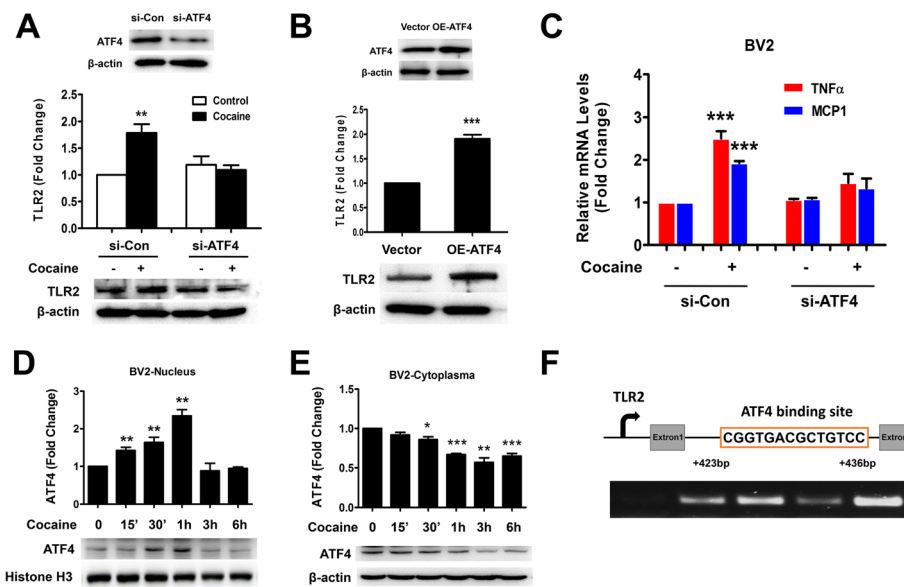 A
si-Con si-ATF4
ATF4
β-actin
TLR2 (Fold Change)
2.5
2.0
1.5
1.0
0.5
0.0
Control
Cocaine
**
si-Con si-ATF4
Cocaine - + - +
TLR2
β-actin
B
Vector OE-ATF4
ATF4
β-actin
TLR2 (Fold Change)
2.5
2.0
1.5
1.0
0.5
0.0
***
Vector OE-ATF4
TLR2
β-actin
C
BV2
Relative mRNA Levels
(Fold Change)
4
3
2
1
0
TNFα
MCP1
***
***
Cocaine - + - +
si-Con si-ATF4
D
BV2-Nucleus
ATF4 (Fold Change)
3
2
1
0
** ** **
Cocaine 0 15' 30' 1h 3h 6h
ATF4
Histone H3
E
BV2-Cytoplasma
ATF4 (Fold Change)
1.5
1.0
0.5
0.0
* *** ** ***
Cocaine 0 15' 30' 1h 3h 6h
ATF4
β-actin
F
TLR2
ATF4 binding site
Extron1 CGGTGACGCTGTCC Extron
+423bp +436bp